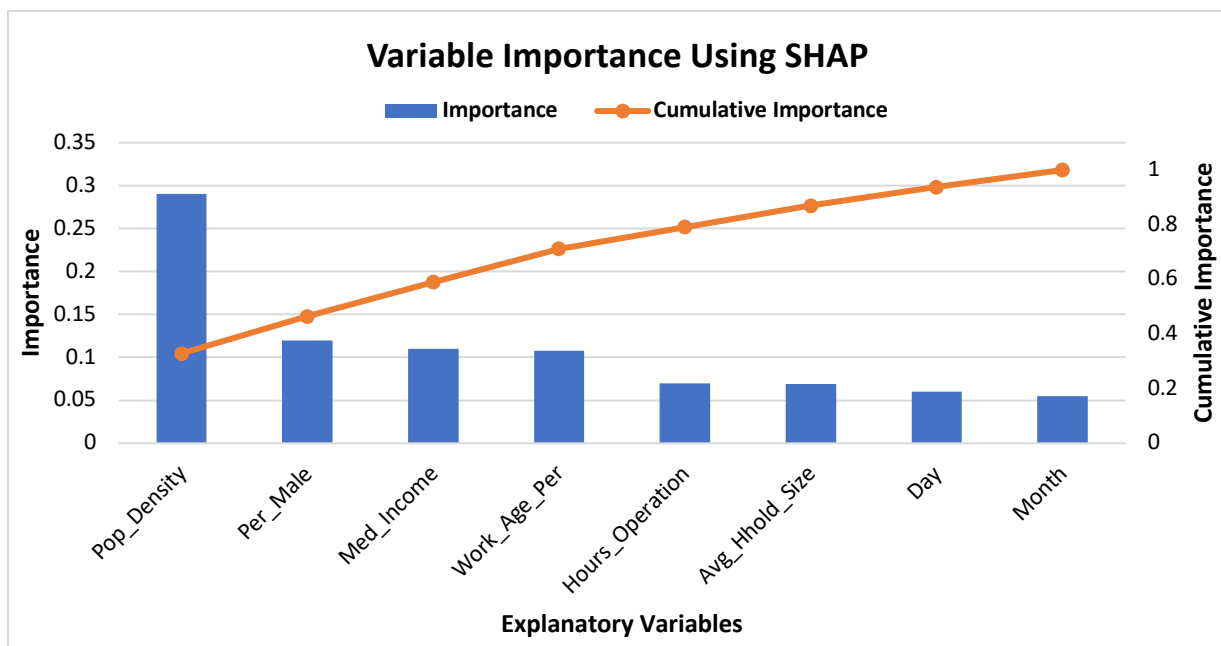 Variable Importance Using SHAP
Importance
Cumulative Importance
0.35
0.3
0.25
0.2
0.15
0.1
0.05
0
Importance
1
0.8
0.6
0.4
0.2
0
Cumulative Importance
Pop_Density
Per_Male
Med_Income
Work_Age_Per
Hours_Operation
Avg_Hhold_Size
Day
Month
Explanatory Variables